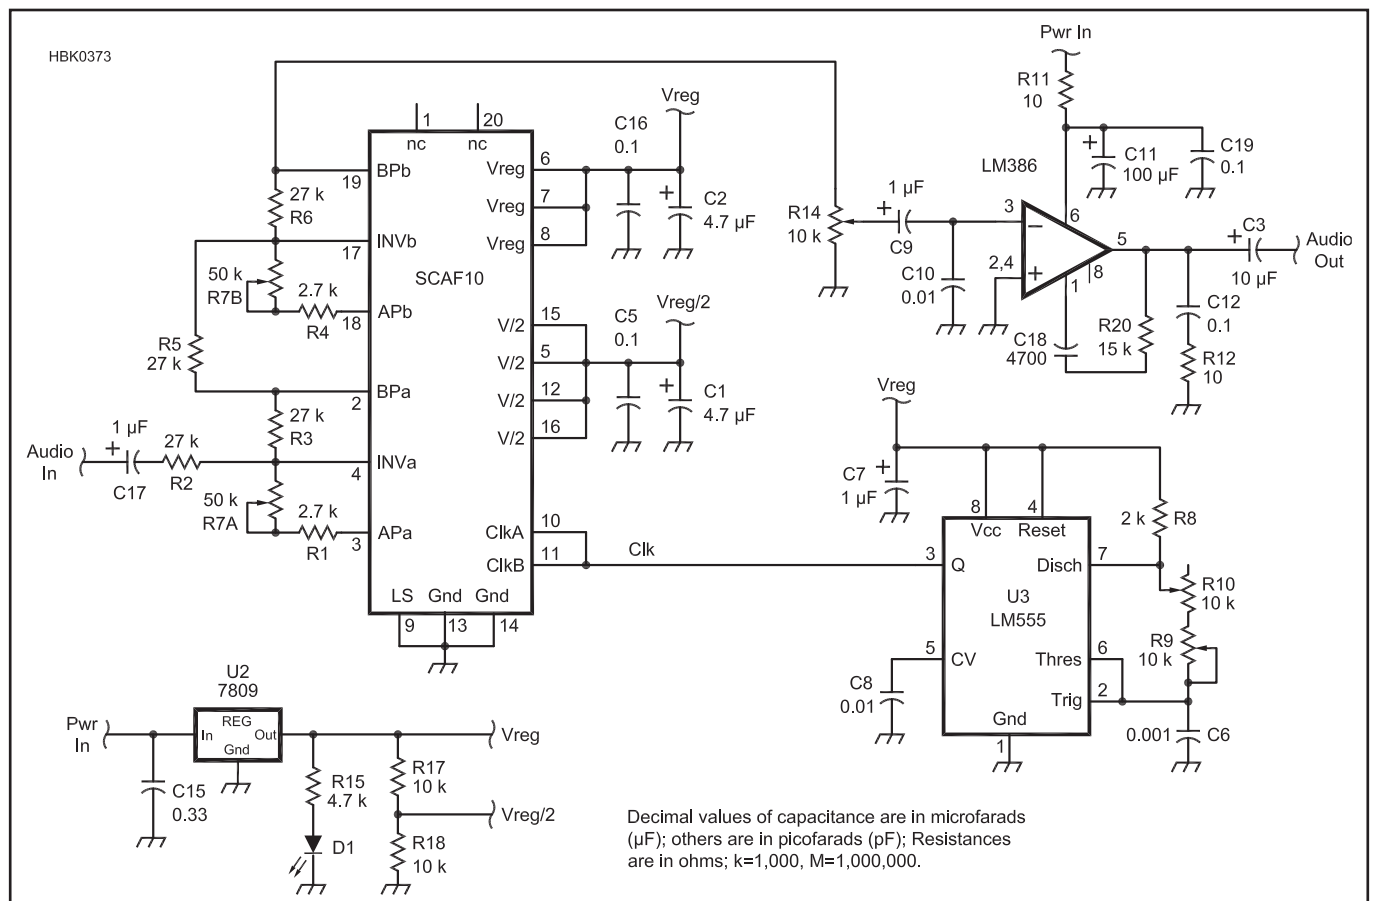 HBK0373
Pwr In
R11
10
C11
100 µF
C19
0.1
LM386
Vreg
C16
0.1
C2
4.7 µF
1
nc
20
nc
BPb
19
27 k
R6
INVb
17
50 k
R7B
2.7 k
R4
APb
18
R5
27 k
BPa
2
27 k
R3
Audio
In
1 µF
C17
27 k
R2
INVa
4
50 k
R7A
2.7 k
R1
APa
3
SCAF10
Vreg
6
Vreg
7
Vreg
8
V/2
15
V/2
5
V/2
12
V/2
16
Vreg/2
C5
0.1
C1
4.7 µF
ClkA
10
ClkB
11
Clk
LS
Gnd
Gnd
9
13
14
R14
10 k
1 µF
C9
C10
0.01
3
2,4
6
5
8
1
C18
4700
R20
15 k
C3
10 µF
Audio
Out
C12
0.1
R12
10
Vreg
C7
1 µF
8
Vcc
4
Reset
2 k
R8
3
Q
Disch
7
U3
LM555
R10
10 k
R9
10 k
5
CV
Thres
6
Trig
2
Gnd
1
C8
0.01
0.001
C6
U2
7809
Pwr
In
REG
In
Out
Gnd
Vreg
C15
0.33
R15
4.7 k
D1
R17
10 k
Vreg/2
R18
10 k
Decimal values of capacitance are in microfarads
(µF); others are in picofarads (pF); Resistances
are in ohms; k=1,000, M=1,000,000.